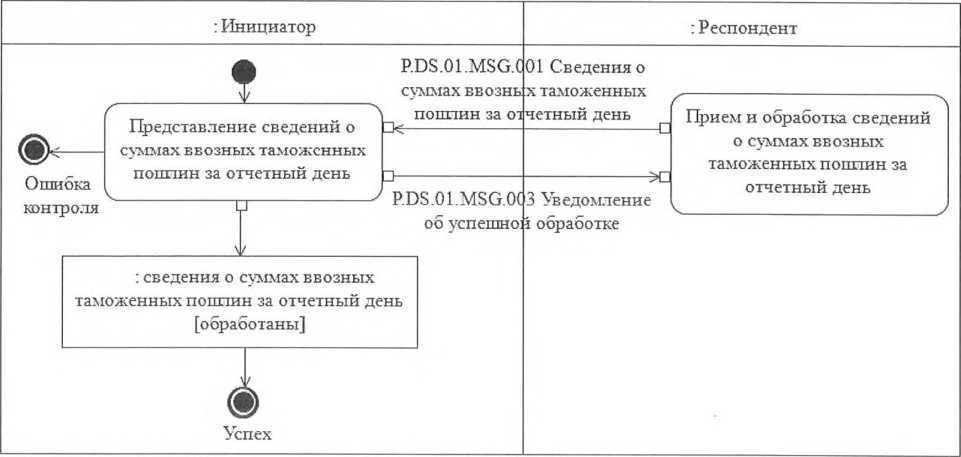 : Инициатор
: Респондент
P.DS.01.MSG.001 Сведения о
суммах ввозных таможенных
пошлин за отчетный день
Представление сведений о
суммах ввозных таможенных
пошлин за отчетный день
Прием и обработка сведений
о суммах ввозных
таможенных пошлин за
отчетный день
Ошибка
контроля
P.DS.01.MSG.003 Уведомление
об успешной обработке
: сведения о суммах ввозных
таможенных пошлин за отчетный день
[обработаны]
Успех